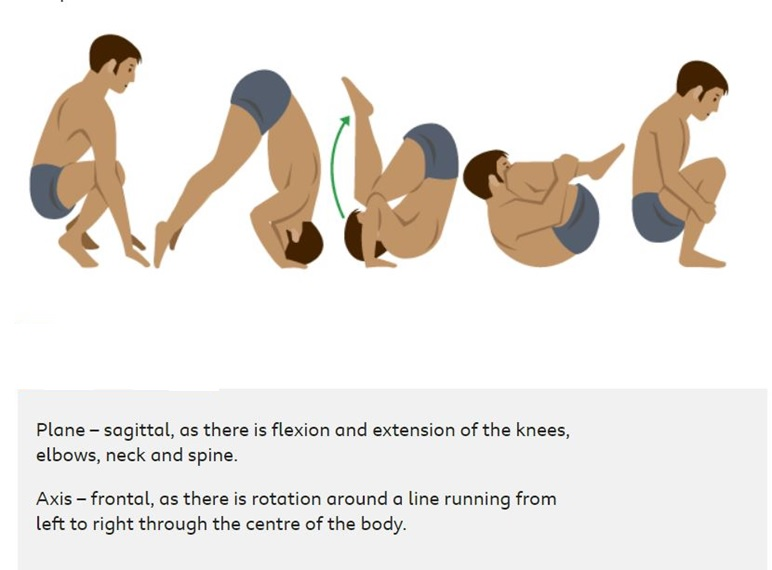 Plane – sagittal, as there is flexion and extension of the knees,
elbows, neck and spine.
Axis – frontal, as there is rotation around a line running from
left to right through the centre of the body.